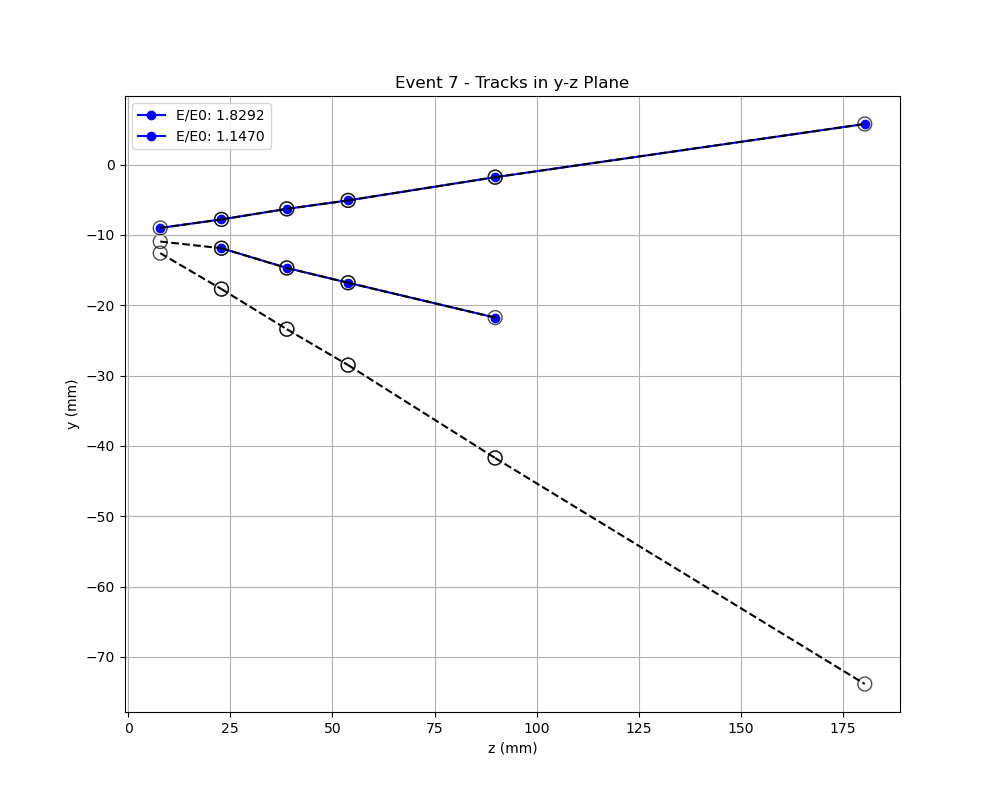 Event 7 - Tracks in y-z Plane
E/E0: 1.8292
E/E0: 1.1470
y (mm)
0
−10
−20
−30
−40
−50
−60
−70
0 25 50 75 100 125 150 175
z (mm)